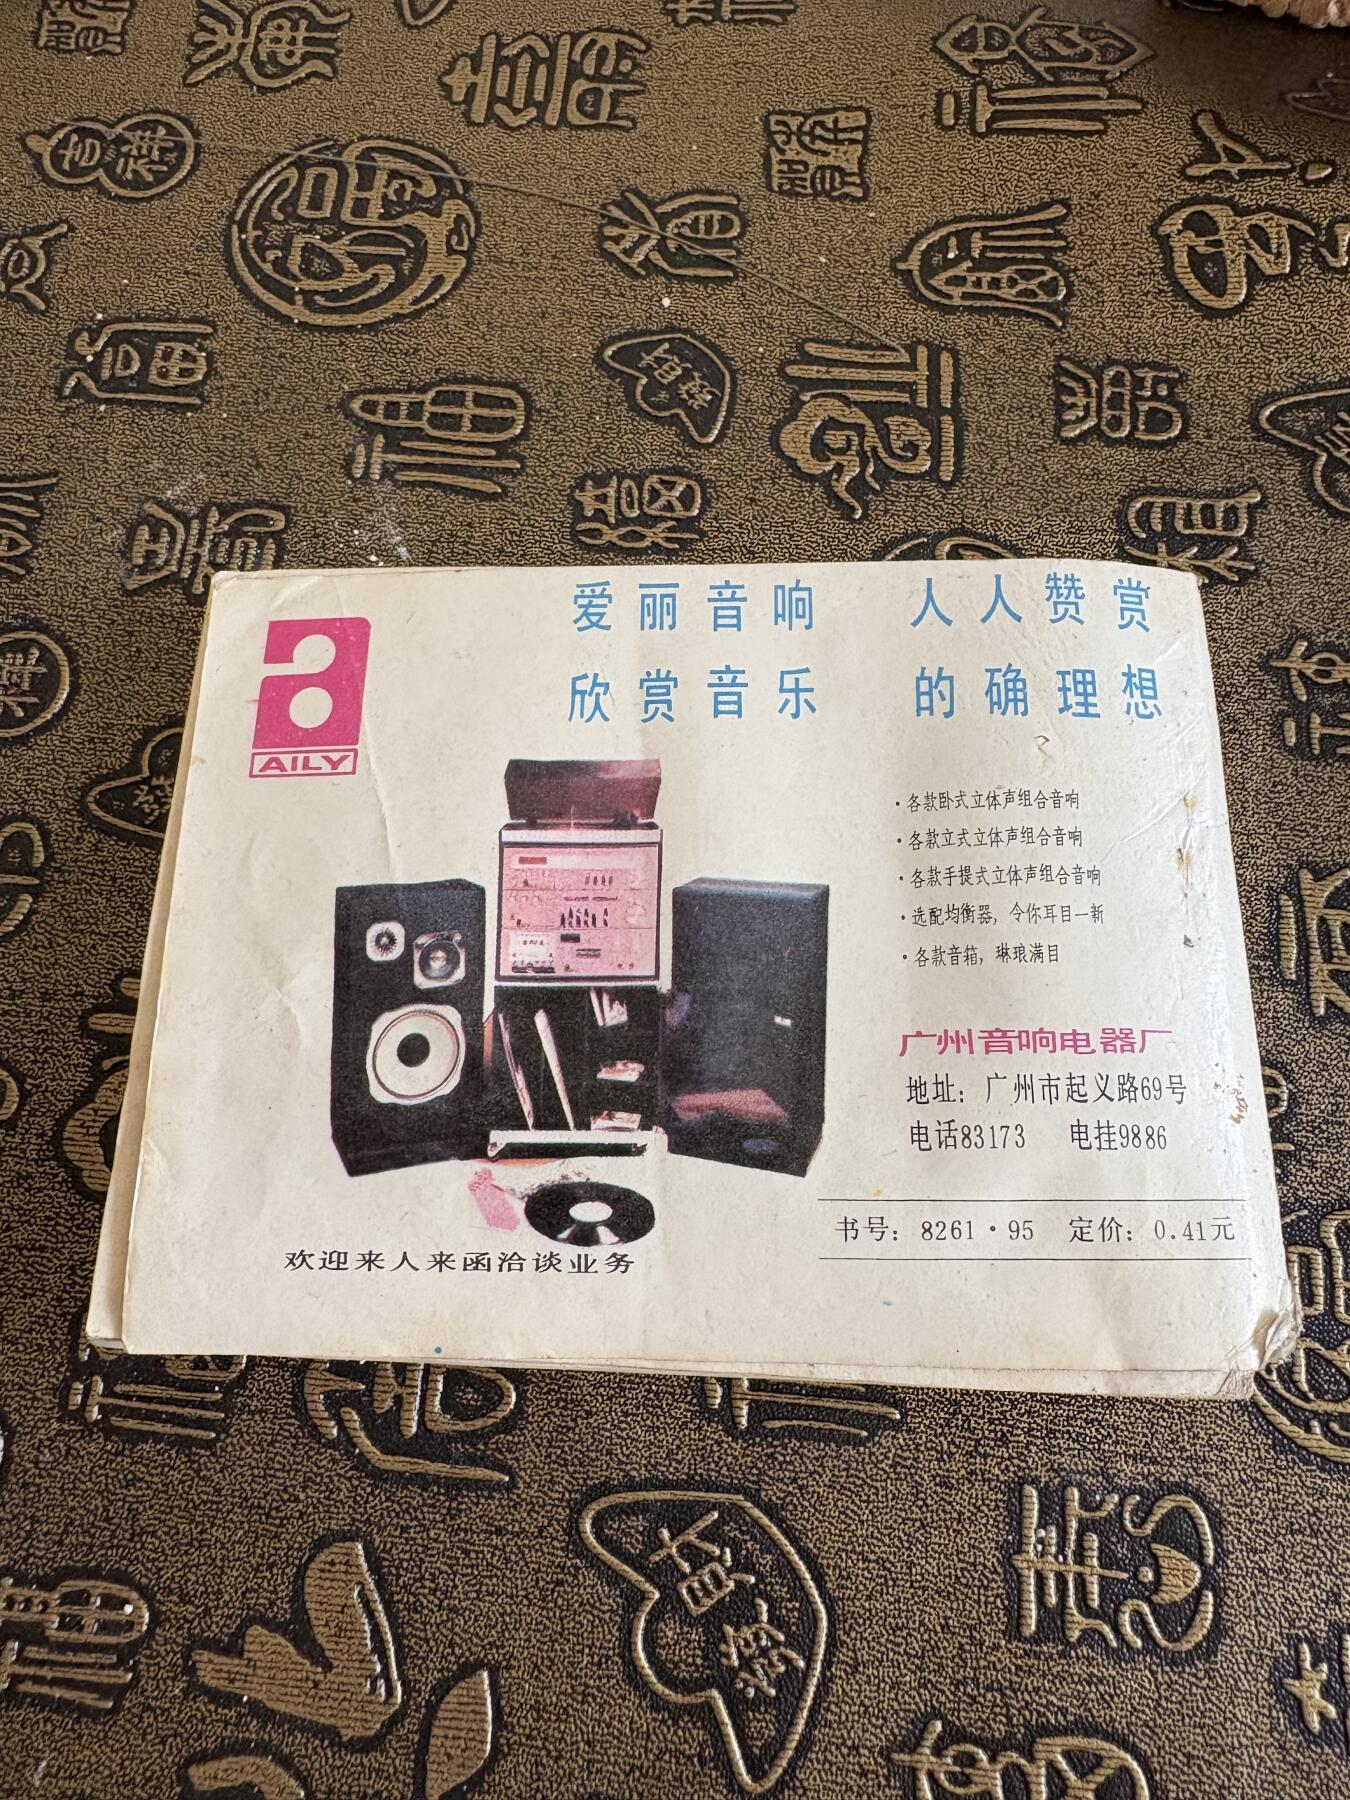 爱丽音响 人人赞赏
欣赏音乐 的确理想
AILY
·各款卧式立体声组合音响
·各款立式立体声组合音响
·各款手提式立体声组合音响
·选配均衡器，令你耳目一新
·各款音箱，琳琅满目
广州音响电器厂
地址：广州市起义路69号
电话83173 电挂9886
书号：8261·95 定价：0.41元
欢迎来人来函洽谈业务